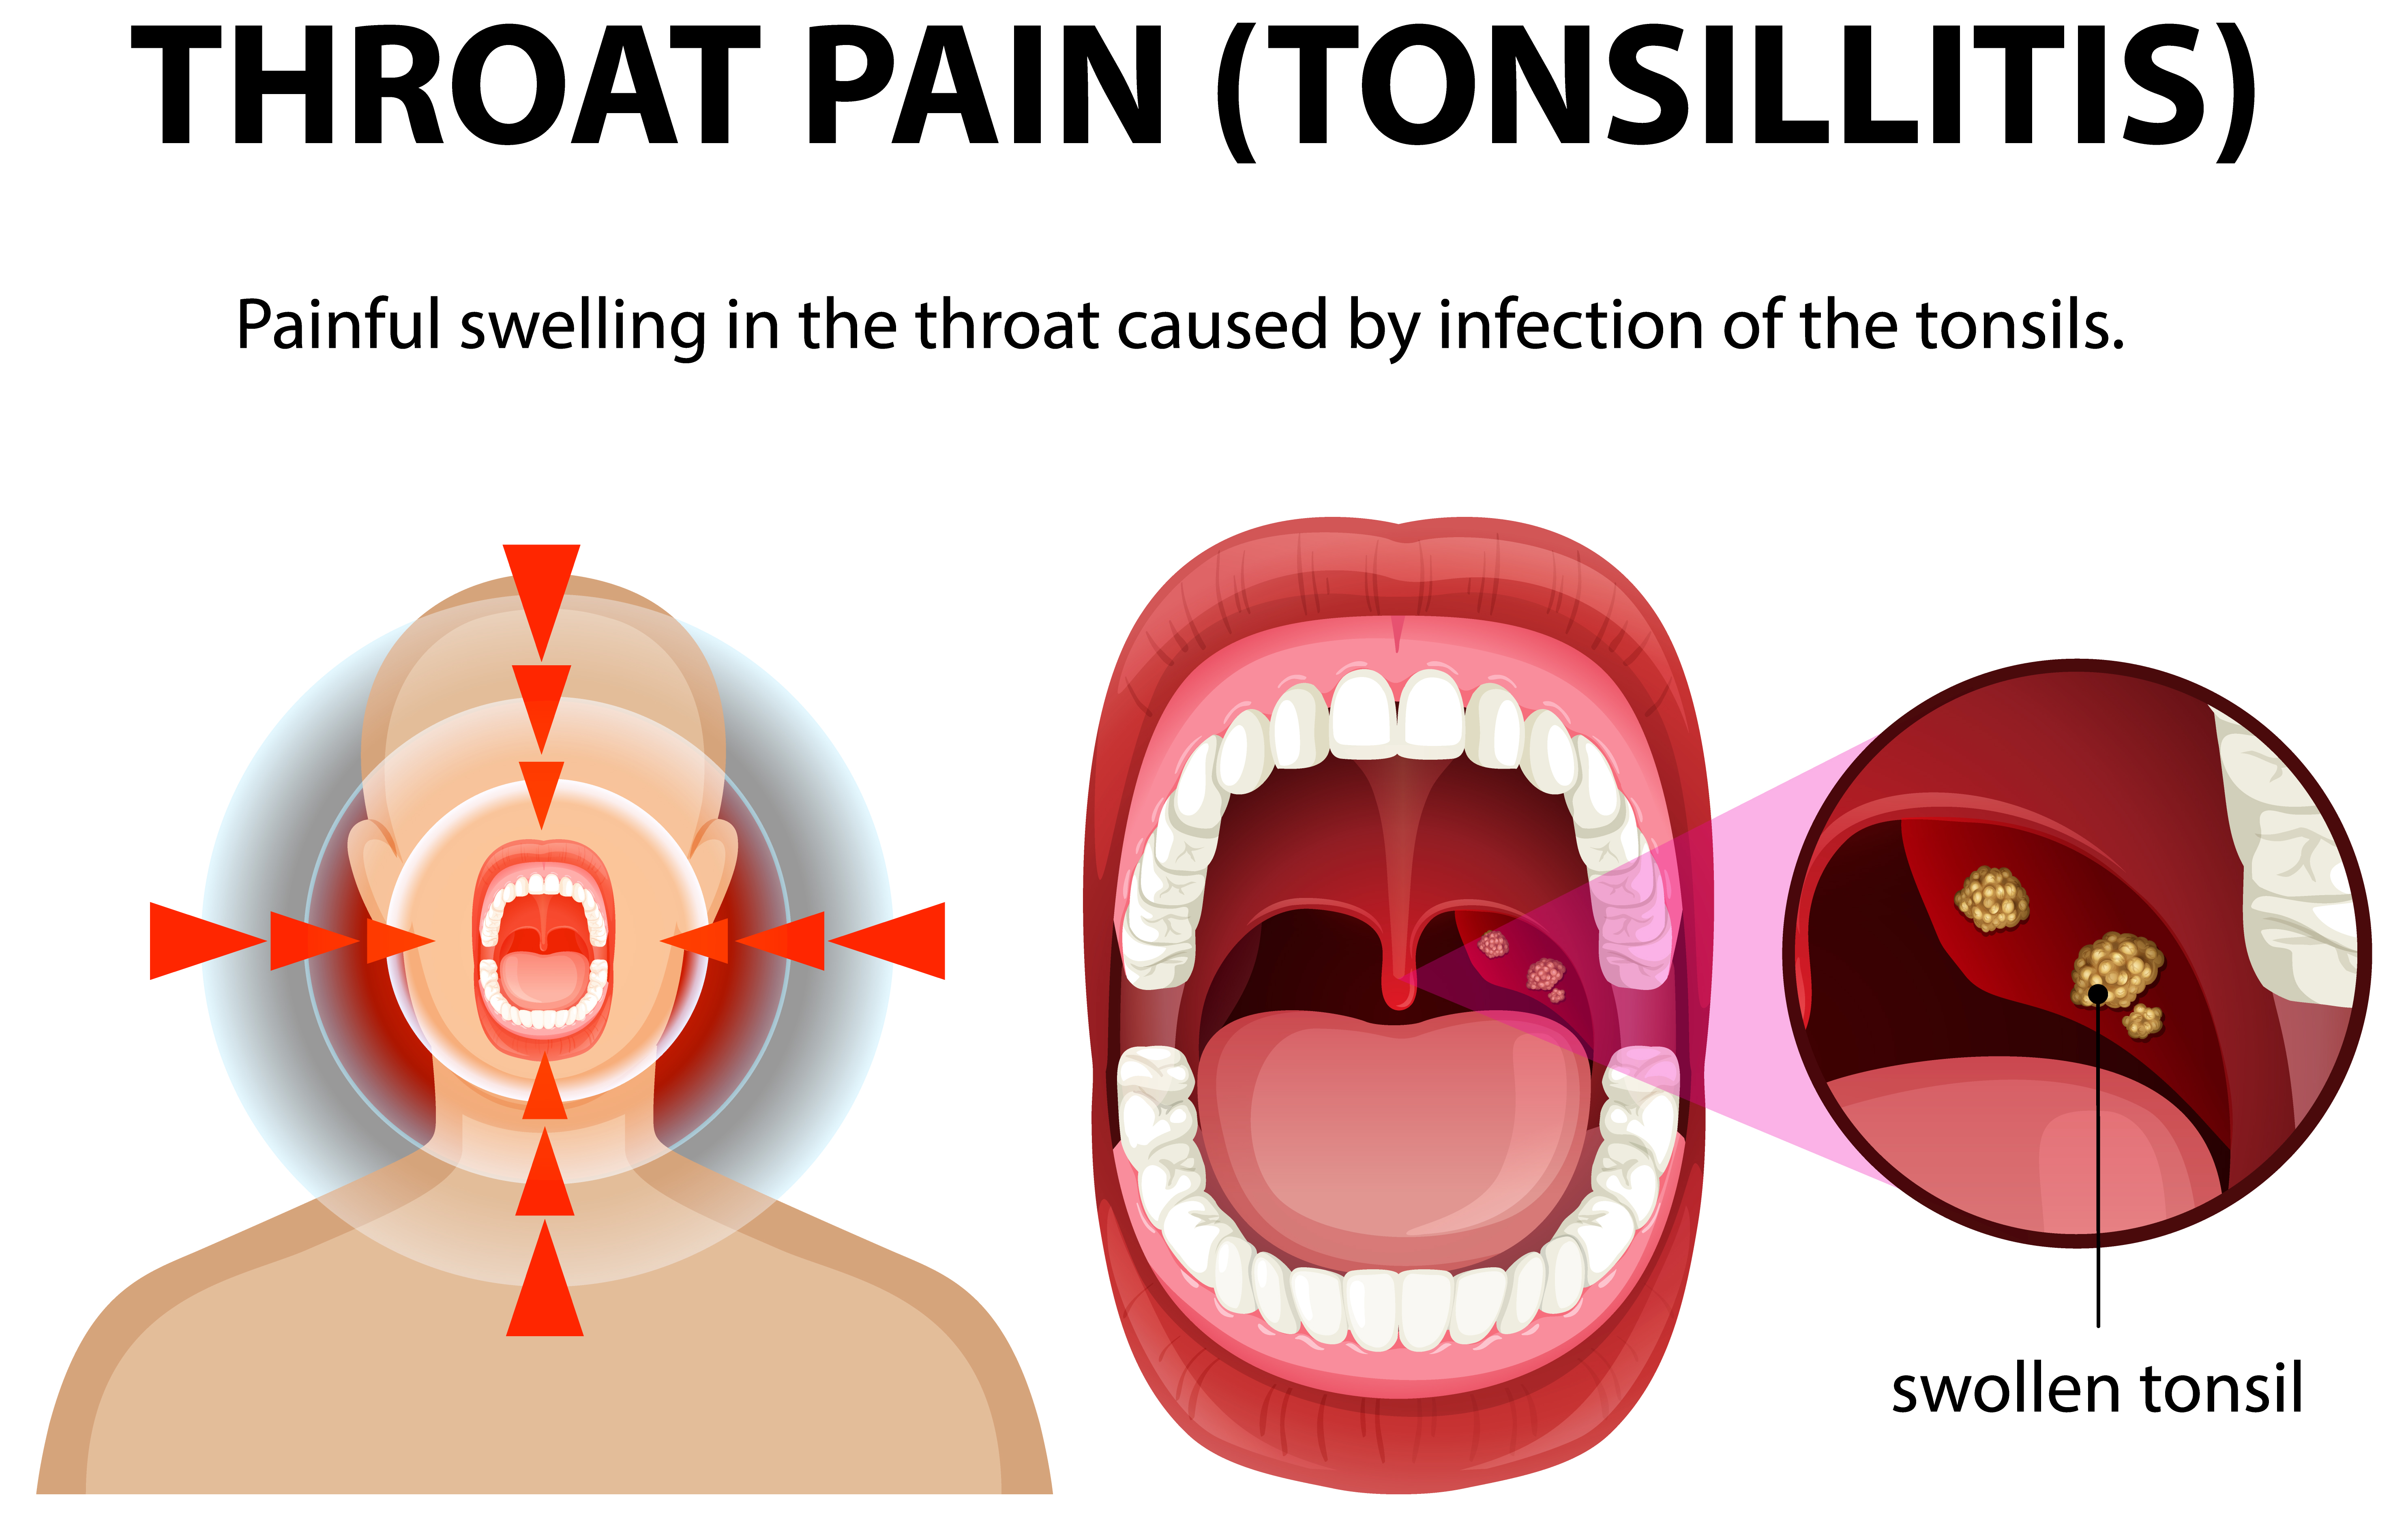 THROAT PAIN (TONSILLITIS)
Painful swelling in the throat caused by infection of the tonsils.
swollen tonsil